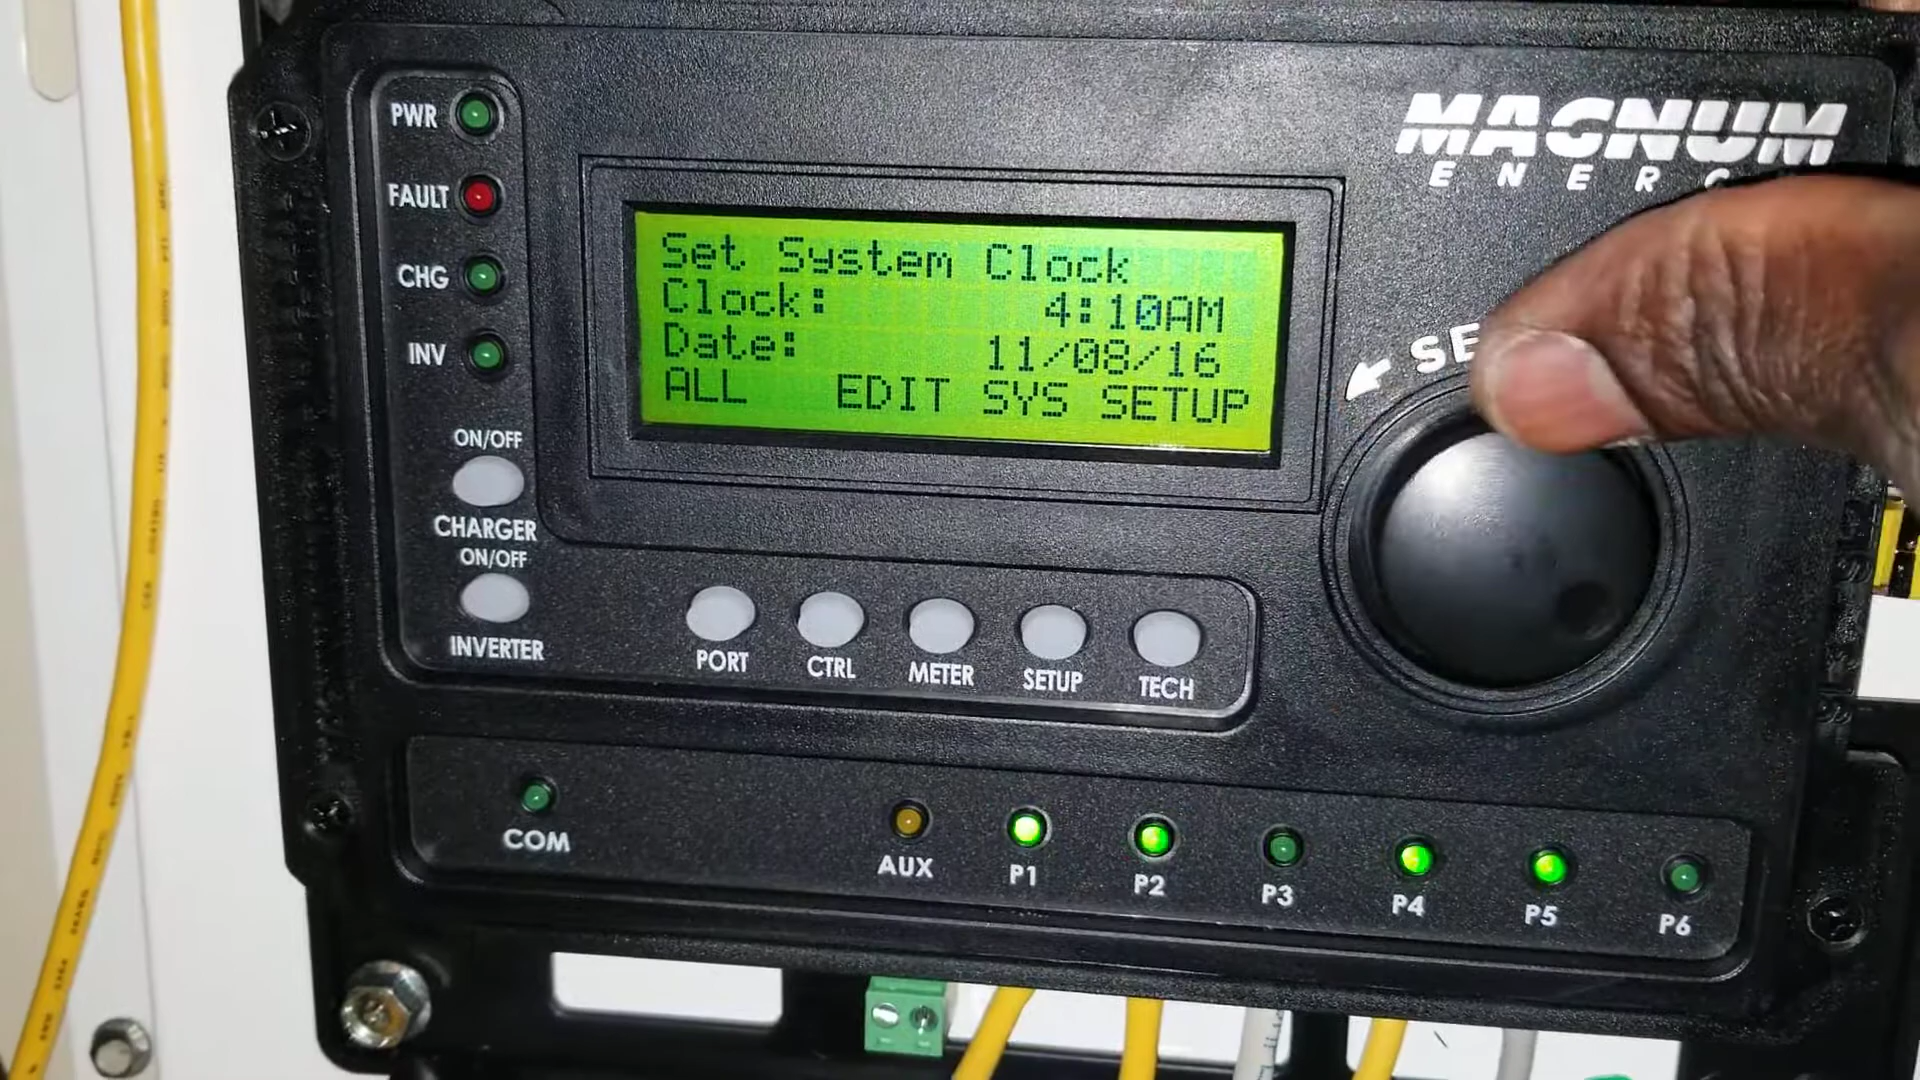 MAGNUM
ENERG
PWR
FAULT
CHG
INV
Set System Clock
Clock: 4:10AM
Date: 11/08/16
ALL EDIT SYS SETUP
ON/OFF
CHARGER
ON/OFF
INVERTER
PORT
CTRL
METER
SETUP
TECH
COM
AUX
P1
P2
P3
P4
P5
P6